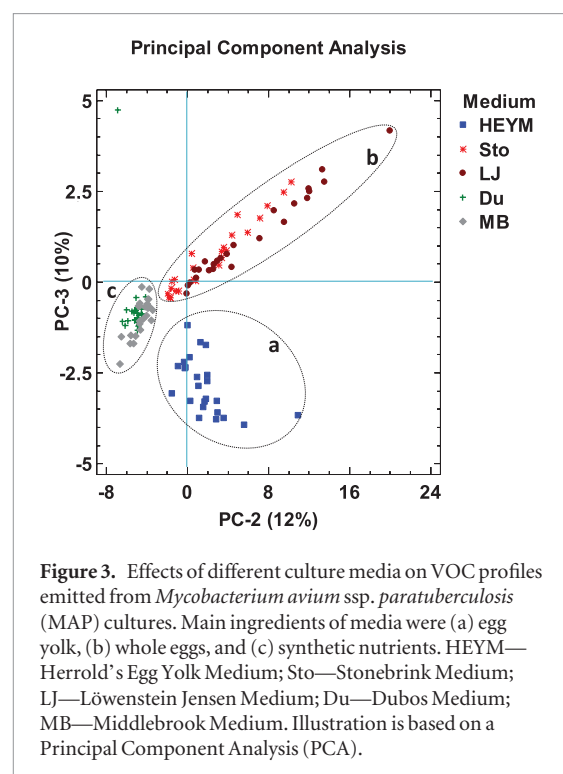 Principal Component Analysis
5
2.5
0
-2.5
-5
PC-3 (10%)
-8
0
8
16
24
PC-2 (12%)
a
b
c
Medium
HEYM
Sto
LJ
Du
MB
Figure 3. Effects of different culture media on VOC profiles
emitted from Mycobacterium avium ssp. paratuberculosis
(MAP) cultures. Main ingredients of media were (a) egg
yolk, (b) whole eggs, and (c) synthetic nutrients. HEYM—
Herrold's Egg Yolk Medium; Sto—Stonebrink Medium;
LJ—Löwenstein Jensen Medium; Du—Dubos Medium;
MB—Middlebrook Medium. Illustration is based on a
Principal Component Analysis (PCA).